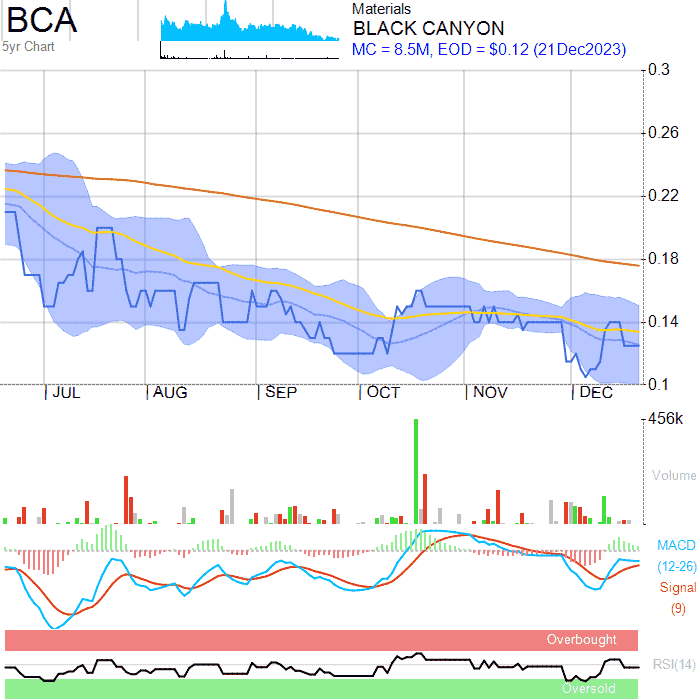 BCA
5yr Chart
Materials
BLACK CANYON
MC = 8.5M, EOD = $0.12 (21Dec2023)
0.3
0.26
0.22
0.18
0.14
0.1
JUL AUG SEP OCT NOV DEC
456k
Volume
MACD
(12-26)
Signal
(9)
Overbought
RSI(14)
Oversold